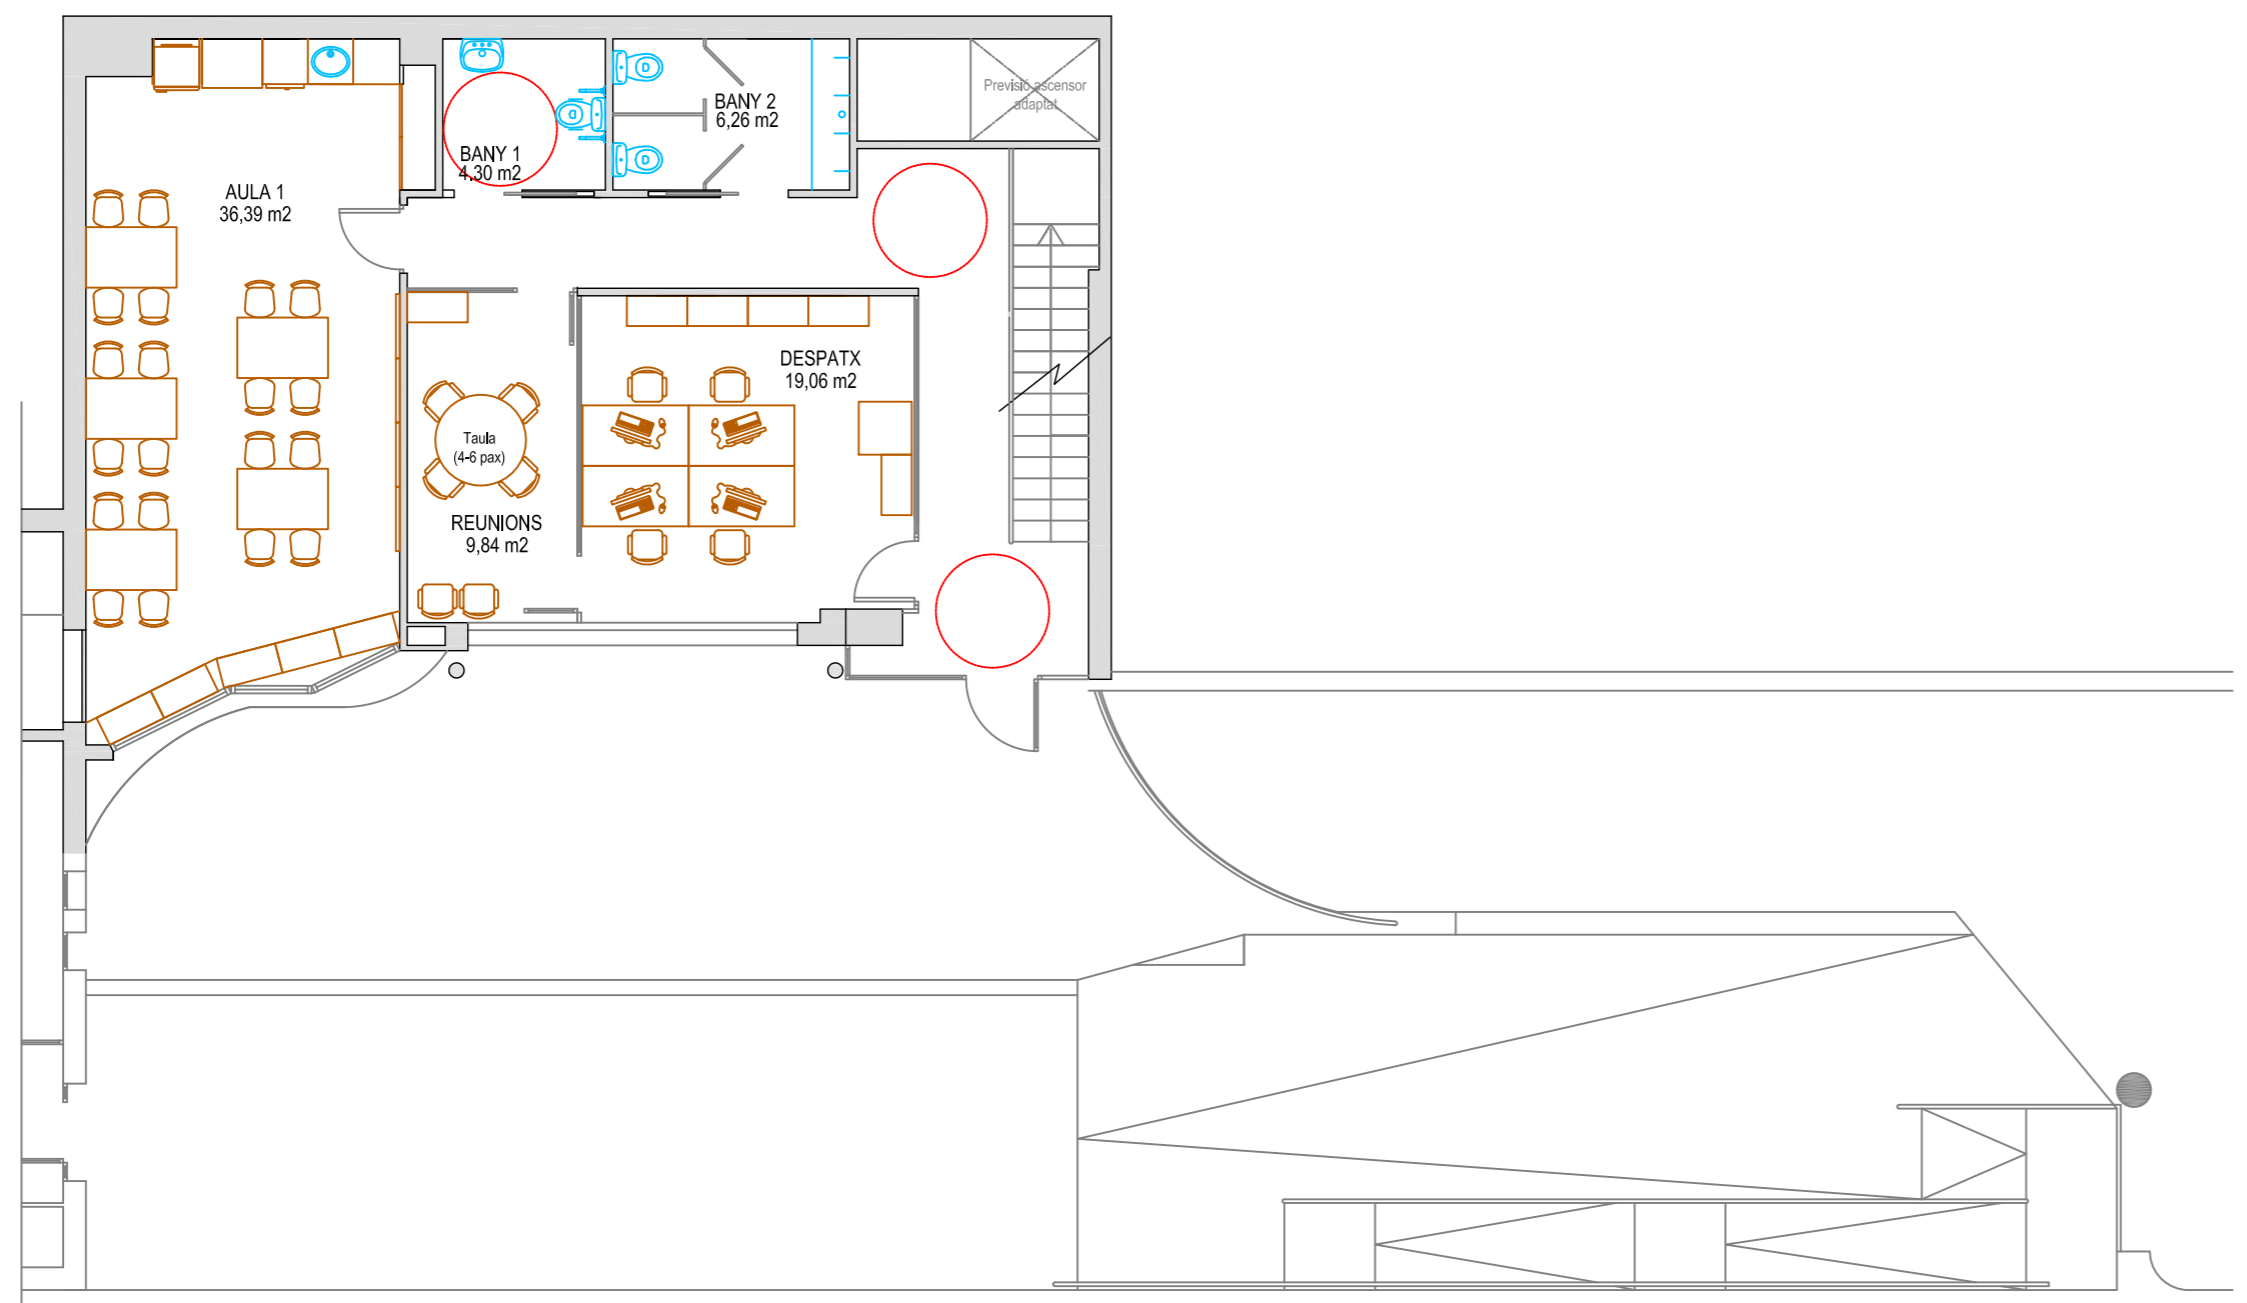 Previsió ascensor
adaptat
BANY 2
6,26 m2
BANY 1
4,30 m2
AULA 1
36,39 m2
DESPATX
19,06 m2
Taula
(4-6 pax)
REUNIONS
9,84 m2